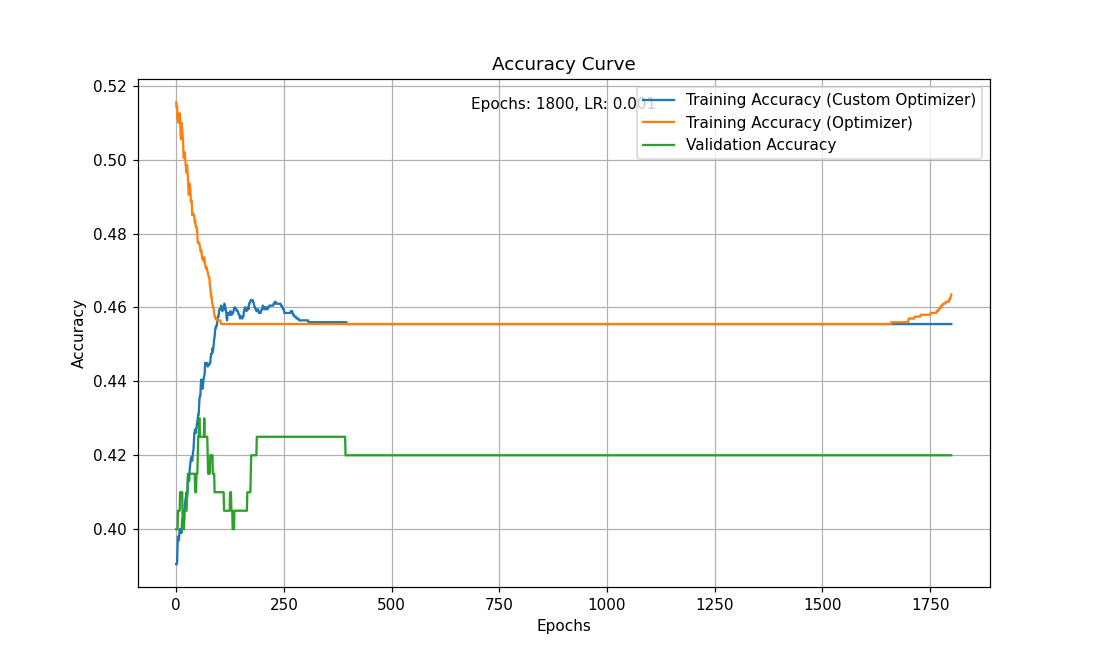 Accuracy Curve
Epochs: 1800, LR: 0.001
Training Accuracy (Custom Optimizer)
Training Accuracy (Optimizer)
Validation Accuracy
Accuracy
0.52
0.50
0.48
0.46
0.44
0.42
0.40
0 250 500 750 1000 1250 1500 1750
Epochs